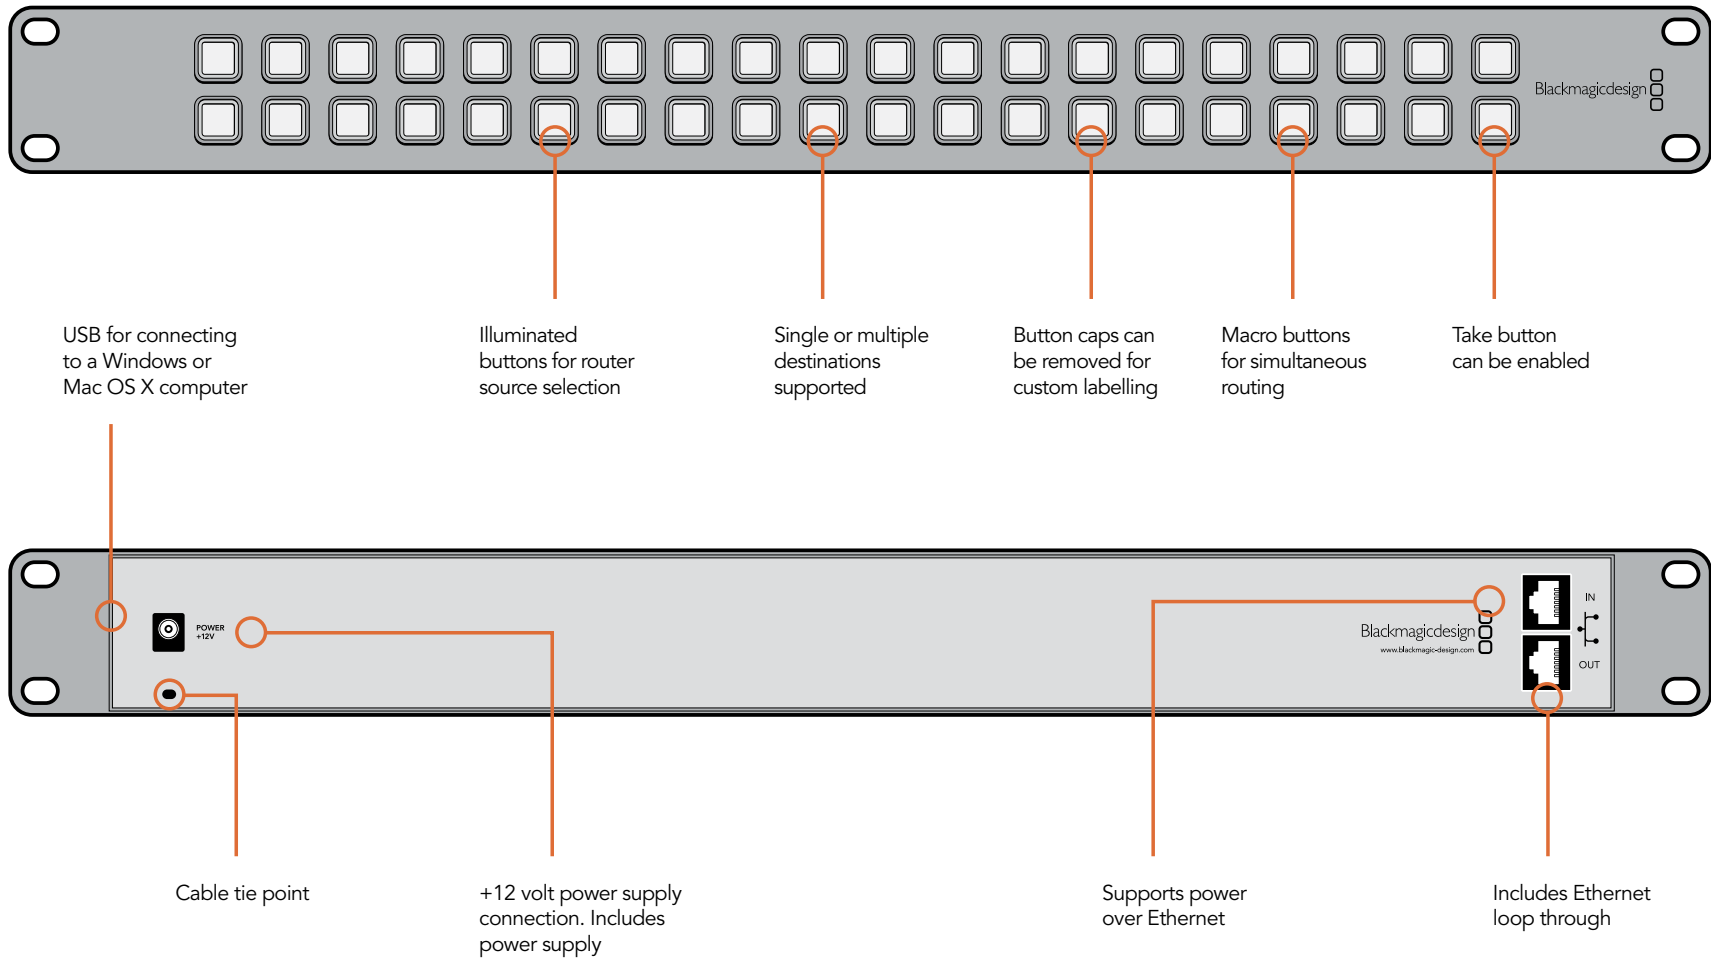 Blackmagicdesign
USB for connecting
to a Windows or
Mac OS X computer
Illuminated
buttons for router
source selection
Single or multiple
destinations
supported
Button caps can
be removed for
custom labelling
Macro buttons
for simultaneous
routing
Take button
can be enabled
POWER
+12V
Blackmagicdesign
www.blackmagic-design.com
IN
OUT
Cable tie point
+12 volt power supply
connection. Includes
power supply
Supports power
over Ethernet
Includes Ethernet
loop through